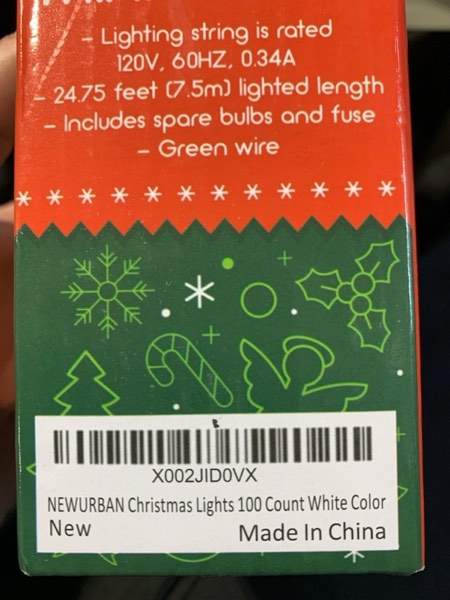 - Lighting string is rated
120V, 60HZ, 0.34A
- 24.75 feet (7.5m) lighted length
- Includes spare bulbs and fuse
- Green wire
X002JID0VX
NEWURBAN Christmas Lights 100 Count White Color
New
Made In China